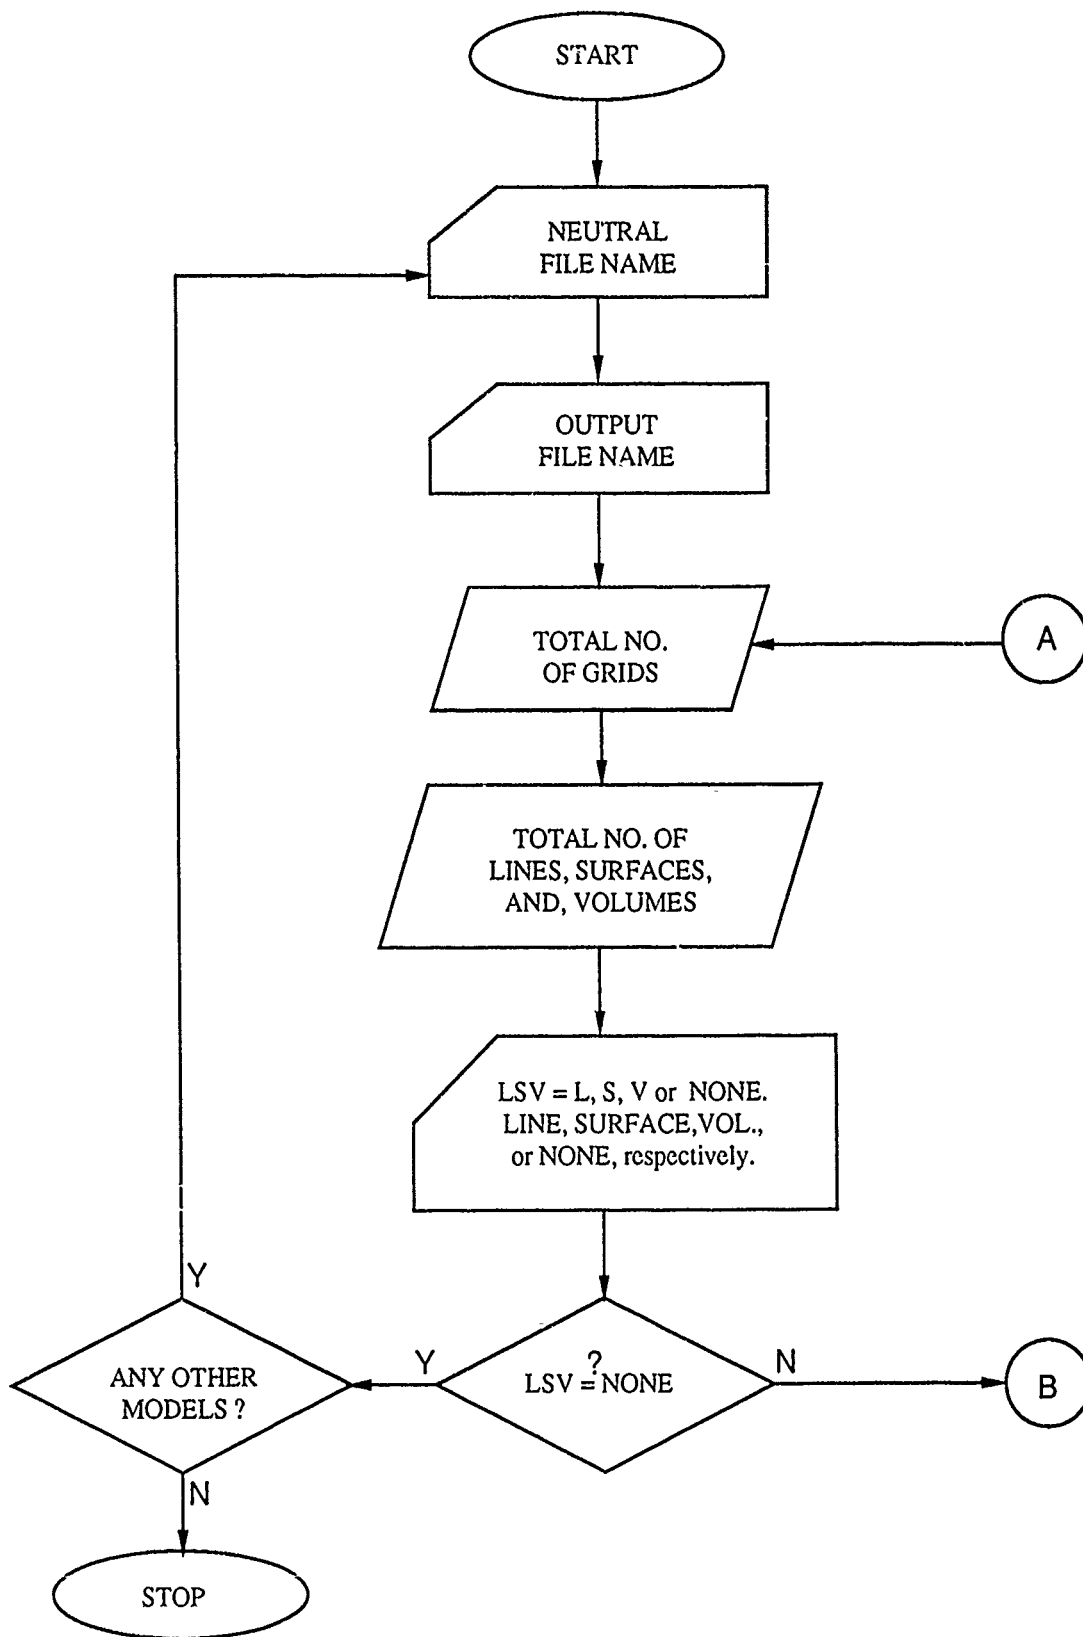 START
NEUTRAL
FILE NAME
OUTPUT
FILE NAME
TOTAL NO.
OF GRIDS
A
TOTAL NO. OF
LINES, SURFACES,
AND, VOLUMES
LSV = L, S, V or NONE.
LINE, SURFACE,VOL.,
or NONE, respectively.
Y
ANY OTHER
MODELS ?
Y
?
LSV = NONE
N
B
N
STOP